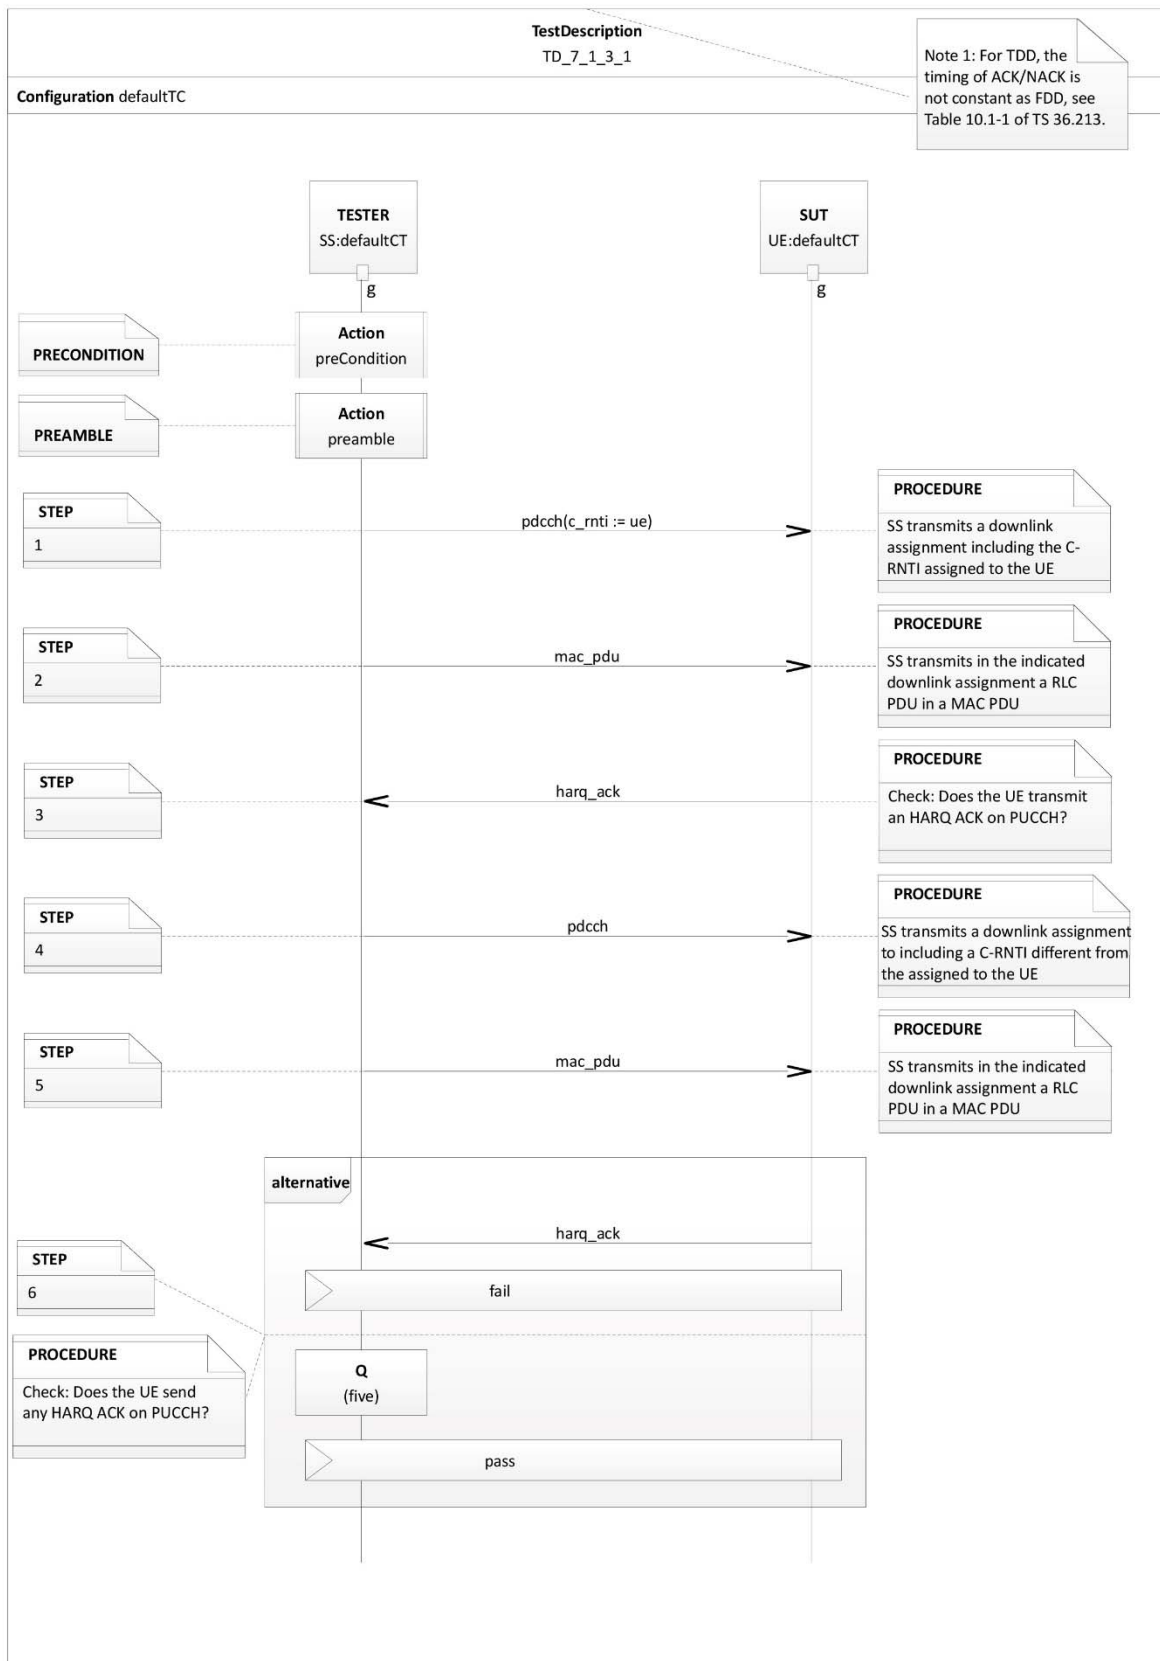 TestDescription
TD_7_1_3_1
Note 1: For TDD, the
timing of ACK/NACK is
not constant as FDD, see
Table 10.1-1 of TS 36.213.
Configuration defaultTC
TESTER
SS:defaultCT
g
SUT
UE:defaultCT
g
PRECONDITION
Action
preCondition
PREAMBLE
Action
preamble
STEP
1
pdcch(c_rnti := ue)
PROCEDURE
SS transmits a downlink
assignment including the C-
RNTI assigned to the UE
STEP
2
mac_pdu
PROCEDURE
SS transmits in the indicated
downlink assignment a RLC
PDU in a MAC PDU
STEP
3
harq_ack
PROCEDURE
Check: Does the UE transmit
an HARQ ACK on PUCCH?
STEP
4
pdcch
PROCEDURE
SS transmits a downlink assignment
to including a C-RNTI different from
the assigned to the UE
STEP
5
mac_pdu
PROCEDURE
SS transmits in the indicated
downlink assignment a RLC
PDU in a MAC PDU
alternative
harq_ack
STEP
6
fail
PROCEDURE
Check: Does the UE send
any HARQ ACK on PUCCH?
Q
(five)
pass